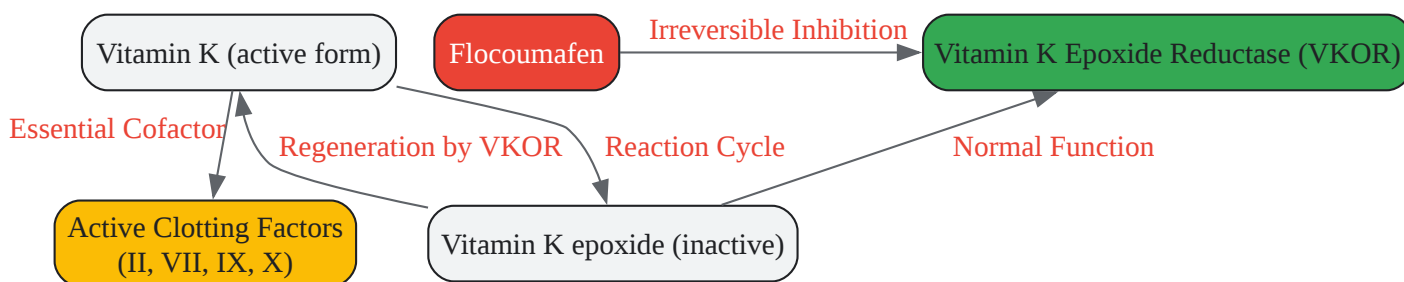 Vitamin K (active form)
Flocoumafen
Irreversible Inhibition
Vitamin K Epoxide Reductase (VKOR)
Essential Cofactor
Regeneration by VKOR
Reaction Cycle
Normal Function
Active Clotting Factors
(II, VII, IX, X)
Vitamin K epoxide (inactive)